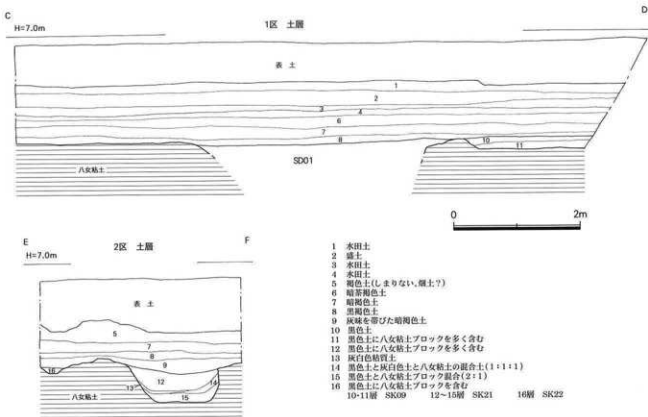 C
D
H=7.0m
1区 土層
表土
1
2
3
4
6
7
8
10
11
八女粘土
SD01
0
2m
E
F
H=7.0m
2区 土層
表土
5
7
8
9
16
12
13
14
15
八女粘土
1 水田土
2 盛土
3 水田土
4 水田土
5 褐色土(しまりない、畑土?)
6 暗茶褐色土
7 暗褐色土
8 黒褐色土
9 灰味を帯びた暗褐色土
10 黒色土
11 黒色土に八女粘土ブロックを多く含む
12 黒色土に八女粘土ブロックを多く含む
13 灰白色粘質土
14 黒色土と灰白色土と八女粘土の混合土(1:1:1)
15 黒色土と八女粘土ブロック混合(2:1)
16 黒色土に八女粘土ブロックを含む
10・11層 SK09 12~15層 SK21 16層 SK22